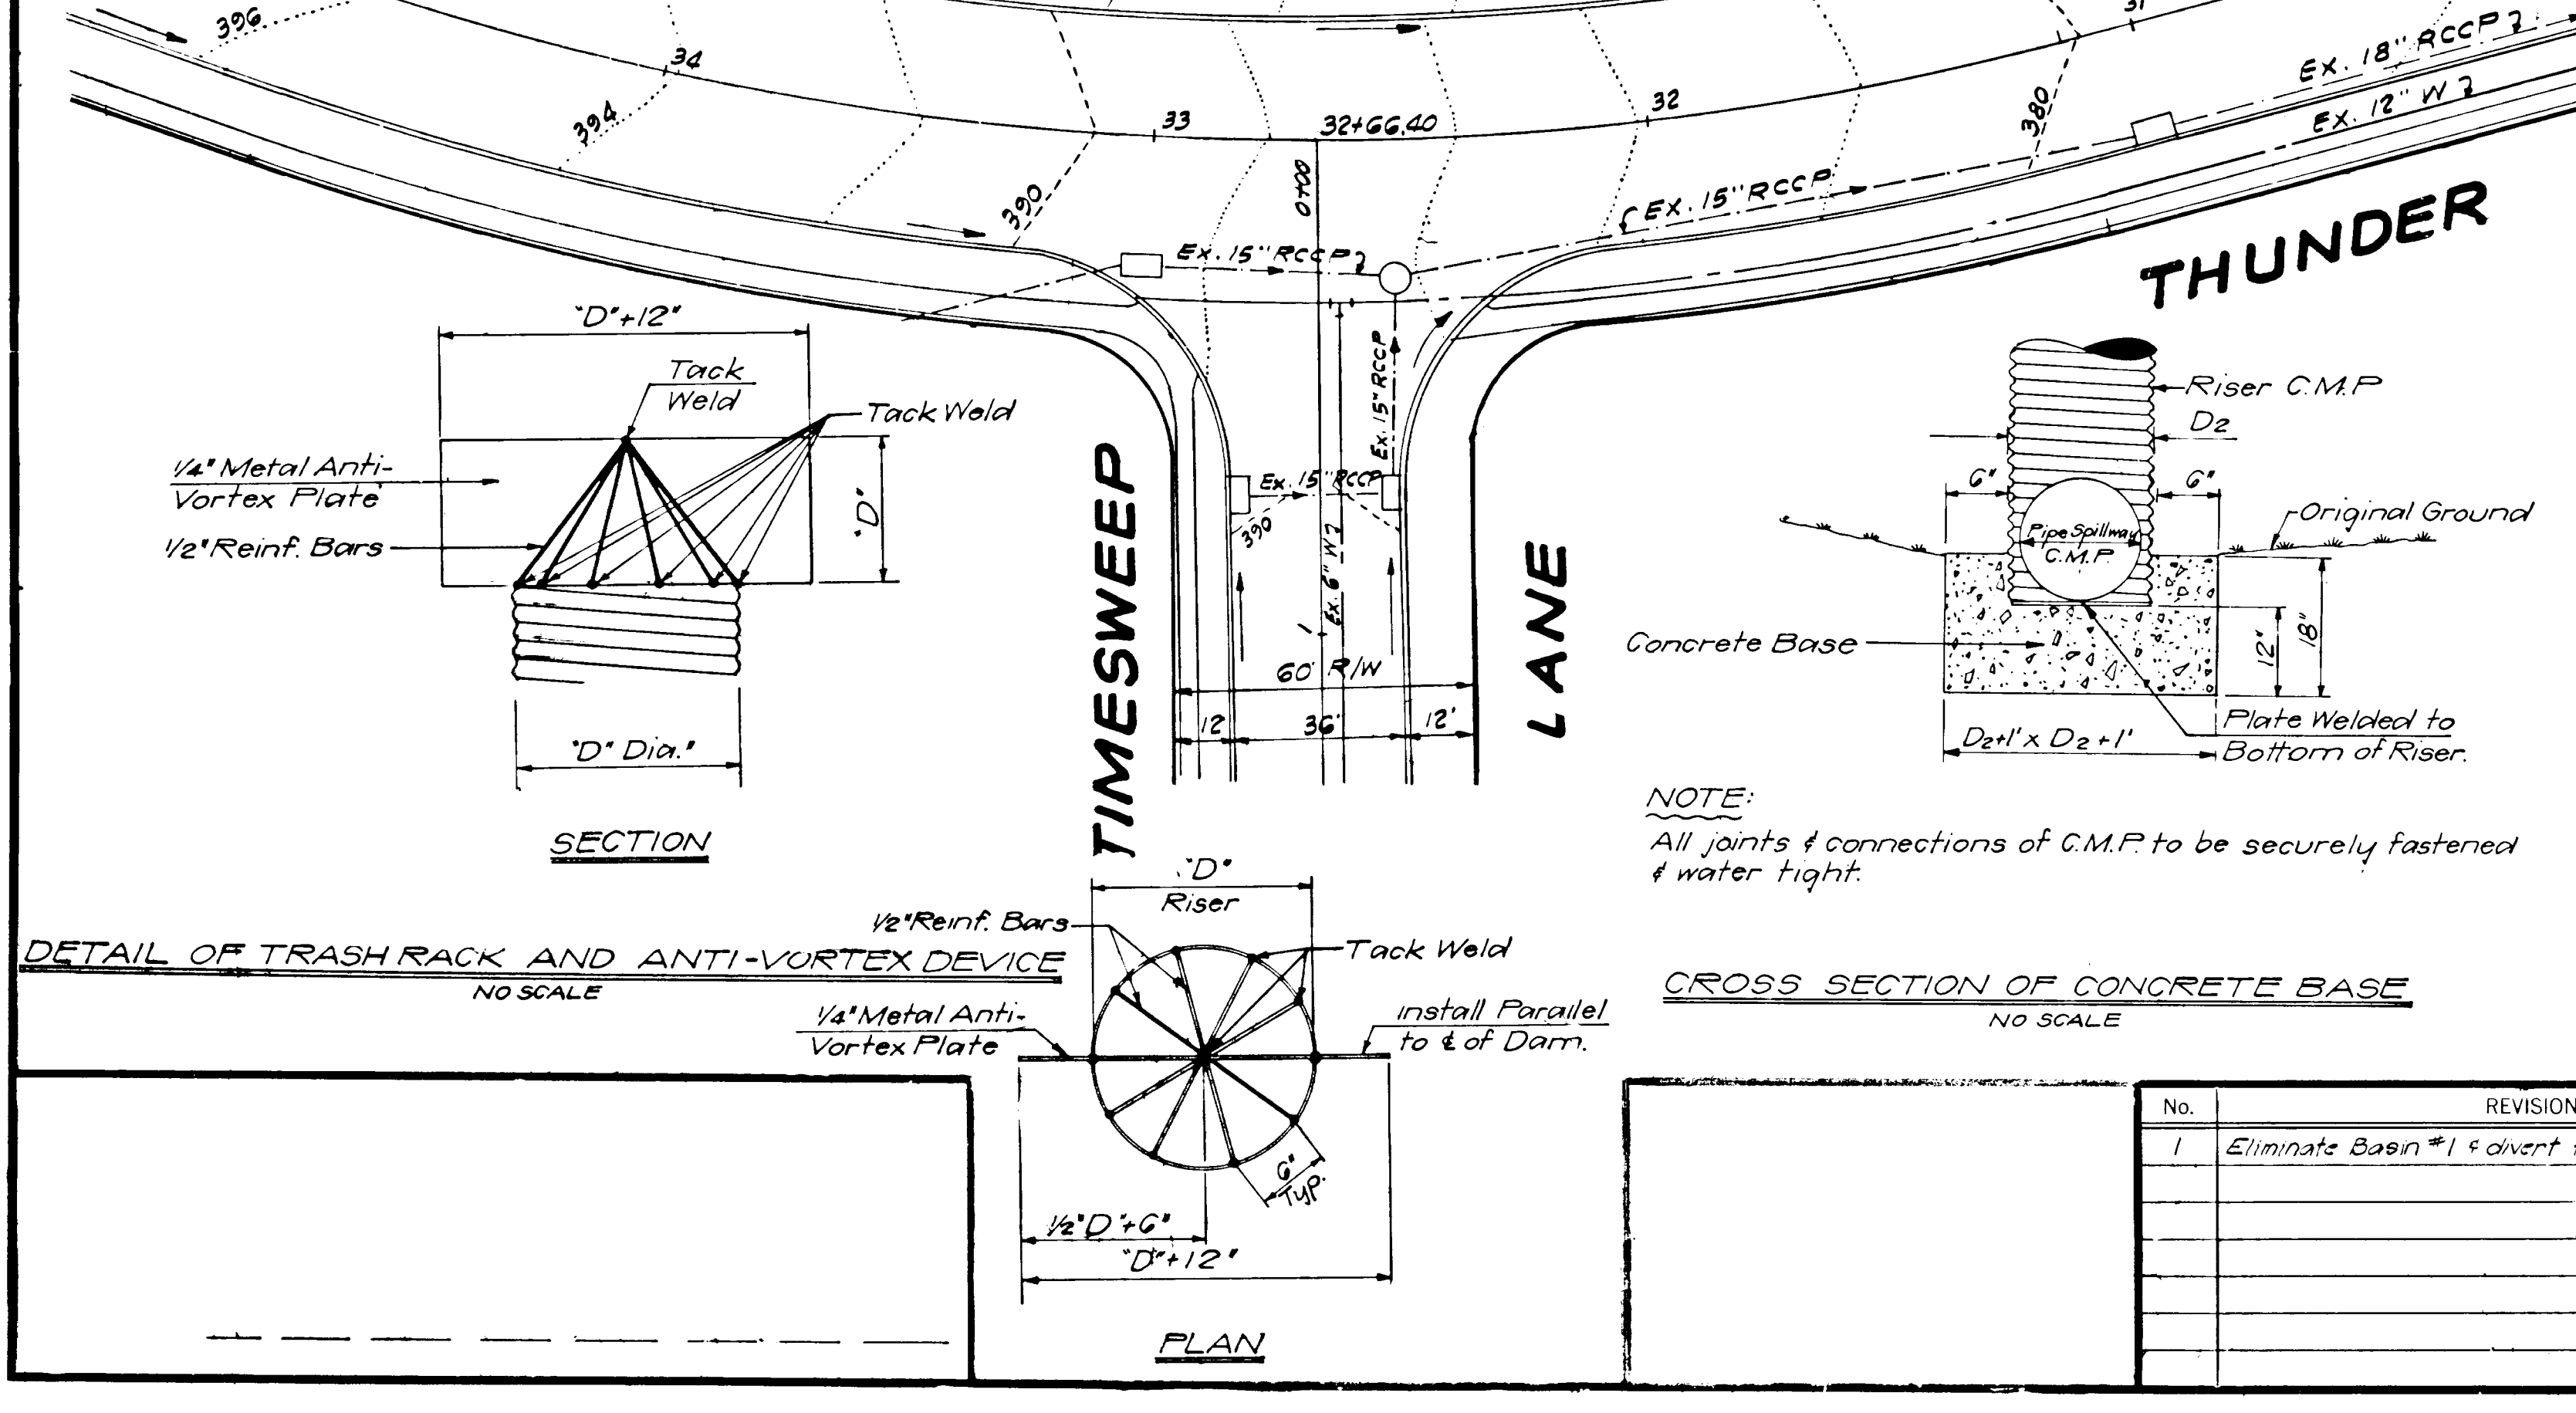 396
34
394
33
32+66.40
32
31
380
390
0+00
Ex. 18" RCCP
Ex. 12" W
Ex. 15" RCCP
Ex. 15" RCCP
Ex. 15" RCCP
Ex. 15" RCCP
390
Ex. 6" W
1
60' R/W
12
36'
12'
TIMESWEEP
LANE
THUNDER
"D"+12"
Tack
Weld
Tack Weld
1/4" Metal Anti-
Vortex Plate
1/2" Reinf. Bars
"D"
"D" Dia."
SECTION
DETAIL OF TRASH RACK AND ANTI-VORTEX DEVICE
NO SCALE
"D"
Riser
1/2" Reinf. Bars
Tack Weld
1/4" Metal Anti-
Vortex Plate
Install Parallel
to ℄ of Dam.
6"
Typ.
1/2"D"+6"
"D"+12"
PLAN
Riser C.M.P
D2
6"
6"
Original Ground
Pipe Spillway
C.M.P.
Concrete Base
12"
18"
D2+1' x D2+1'
Plate Welded to
Bottom of Riser.
NOTE:
All joints & connections of C.M.P. to be securely fastened
& water tight.
CROSS SECTION OF CONCRETE BASE
NO SCALE
No.
REVISION
1
Eliminate Basin #1 & divert